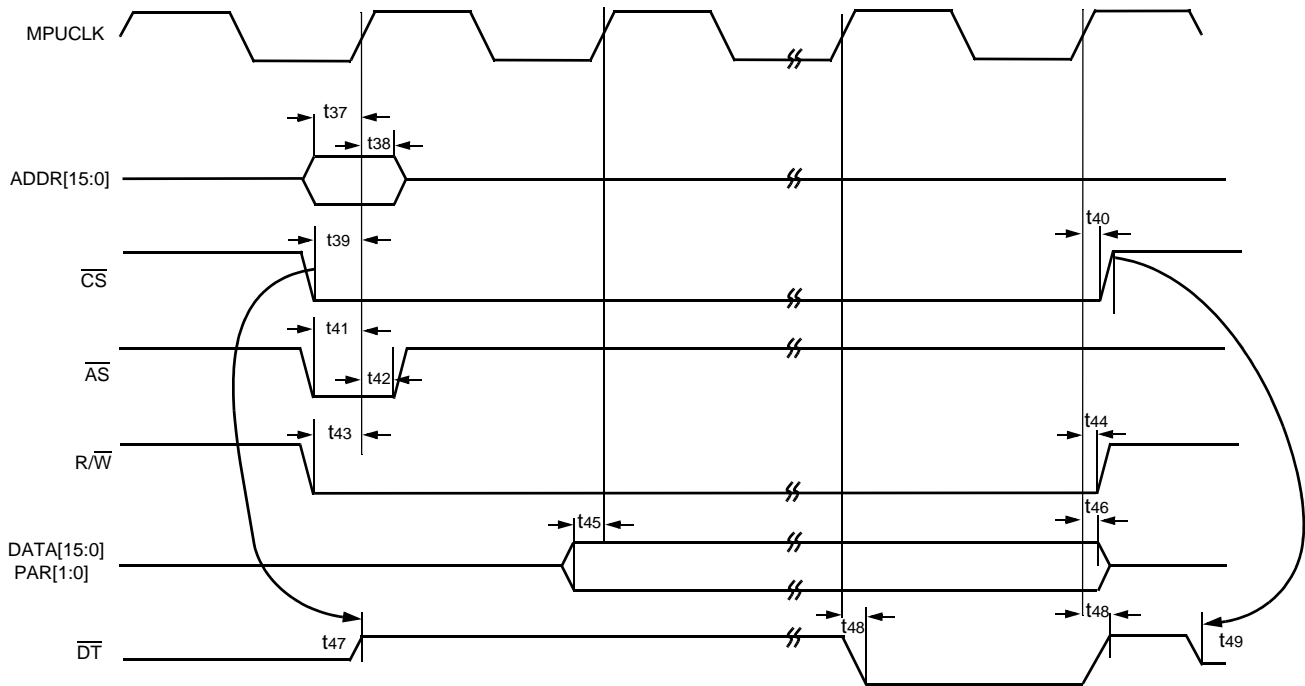 MPUCLK
t37
t38
ADDR[15:0]
t39
t40
CS
t41
AS
t42
t43
t44
R/W
t45
t46
DATA[15:0]
PAR[1:0]
t47
t48
t48
t49
DT